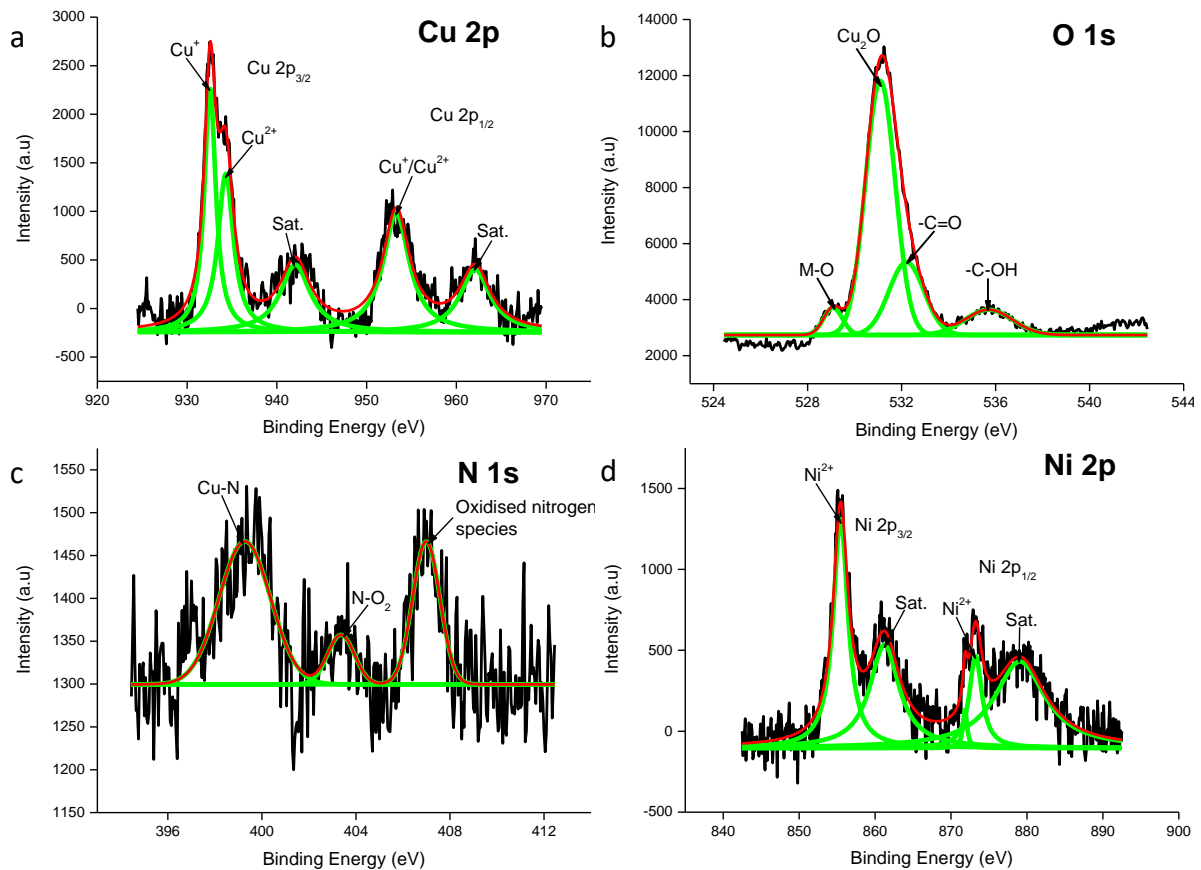 a
Cu 2p
Cu⁺
Cu 2p₃/₂
Cu²⁺
Sat.
Cu 2p₁/₂
Cu⁺/Cu²⁺
Sat.
3000
2500
2000
1500
1000
500
0
-500
Intensity (a.u)
920 930 940 950 960 970
Binding Energy (eV)
b
O 1s
Cu₂O
M-O
-C=O
-C-OH
14000
12000
10000
8000
6000
4000
2000
Intensity (a.u)
524 528 532 536 540 544
Binding Energy (eV)
c
N 1s
Cu-N
Oxidised nitrogen
species
N-O₂
1550
1500
1450
1400
1350
1300
1250
1200
1150
Intensity (a.u)
396 400 404 408 412
Binding Energy (eV)
d
Ni 2p
Ni²⁺
Ni 2p₃/₂
Sat.
Ni 2p₁/₂
Ni²⁺
Sat.
1500
1000
500
0
-500
Intensity (a.u)
840 850 860 870 880 890 900
Binding Energy (eV)